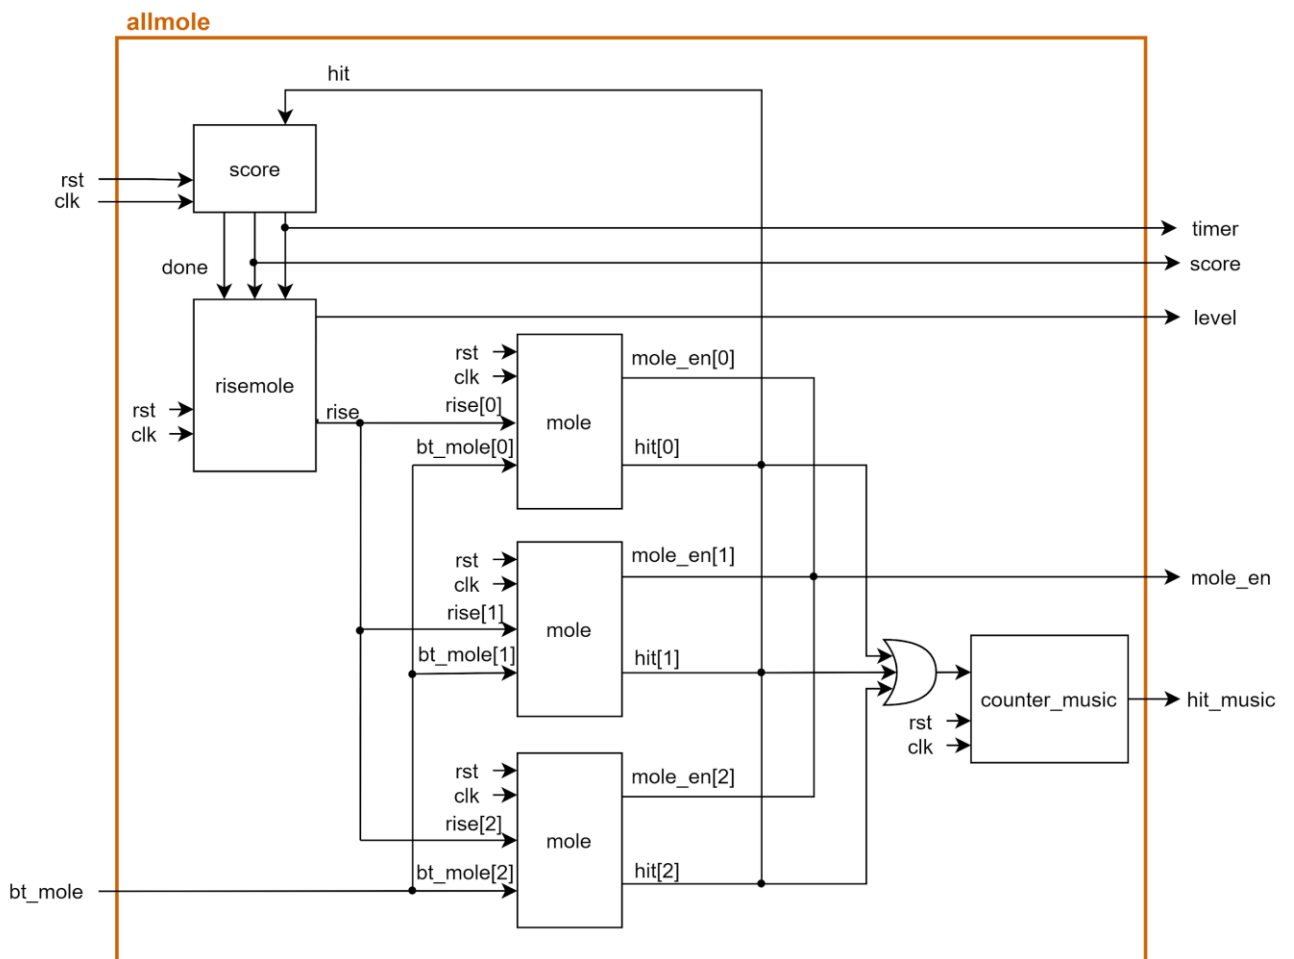 allmole
hit
score
rst
clk
timer
score
done
level
risemole
rst
clk
rise
rst
clk
rise[0]
bt_mole[0]
mole
mole_en[0]
hit[0]
rst
clk
rise[1]
bt_mole[1]
mole
mole_en[1]
hit[1]
mole_en
counter_music
rst
clk
hit_music
rst
clk
rise[2]
bt_mole[2]
mole
mole_en[2]
hit[2]
bt_mole